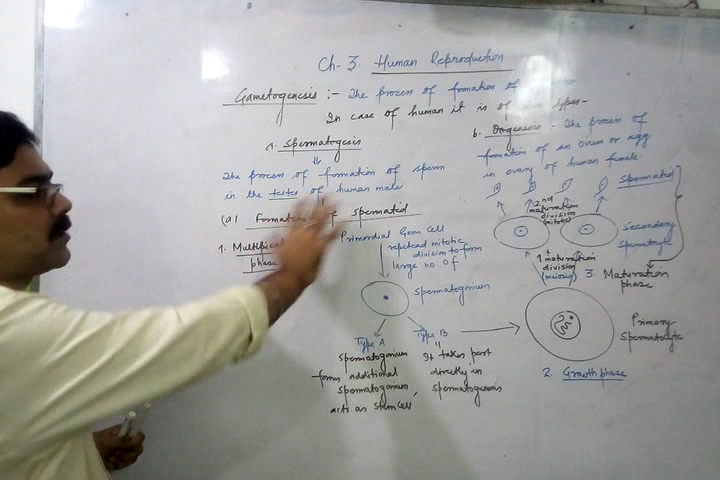 Ch-3. Human Reproduction
Gametogenesis :- The process of formation of
In case of human it is of types-
a. Spermatogesis
The process of formation of sperm
in the testes of human male
(a) Formation of spermatid
1. Multiplic
phase
Primordial Germ Cell
repeated mitotic
division to form
large no of
Spermatogonium
Type A
Spermatogonium
forms additional
spermatogonium
acts as stem cell,
Type B
It takes part
directly in
spermatogenesis
b. Oogenesis - The process of
formation of an ovum or egg
in ovary of human female.
Spermatid
2nd
maturation
division
(mitotic)
Secondary
Spermatocyte
1st maturation
division
(meiosis)
3. Maturation
phase
Primary
Spermatocyte
2. Growth phase